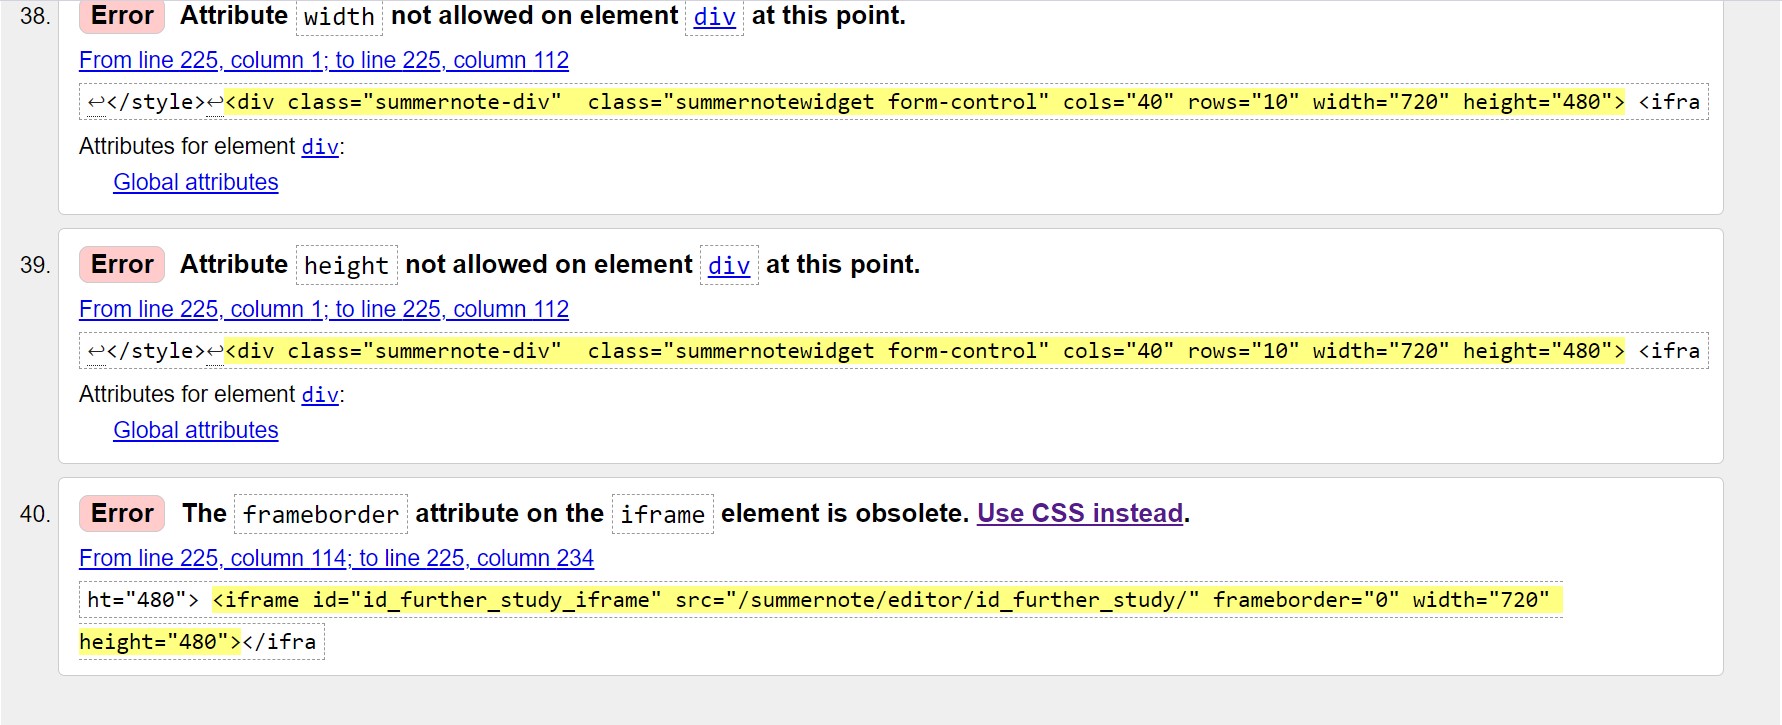 38. Error Attribute width not allowed on element div at this point.
From line 225, column 1; to line 225, column 112
↩</style>↩<div class="summernote-div"  class="summernotewidget form-control" cols="40" rows="10" width="720" height="480"> <ifra
Attributes for element div:
Global attributes
39. Error Attribute height not allowed on element div at this point.
From line 225, column 1; to line 225, column 112
↩</style>↩<div class="summernote-div"  class="summernotewidget form-control" cols="40" rows="10" width="720" height="480"> <ifra
Attributes for element div:
Global attributes
40. Error The frameborder attribute on the iframe element is obsolete. Use CSS instead.
From line 225, column 114; to line 225, column 234
ht="480"> <iframe id="id_further_study_iframe" src="/summernote/editor/id_further_study/" frameborder="0" width="720"
height="480"></ifra